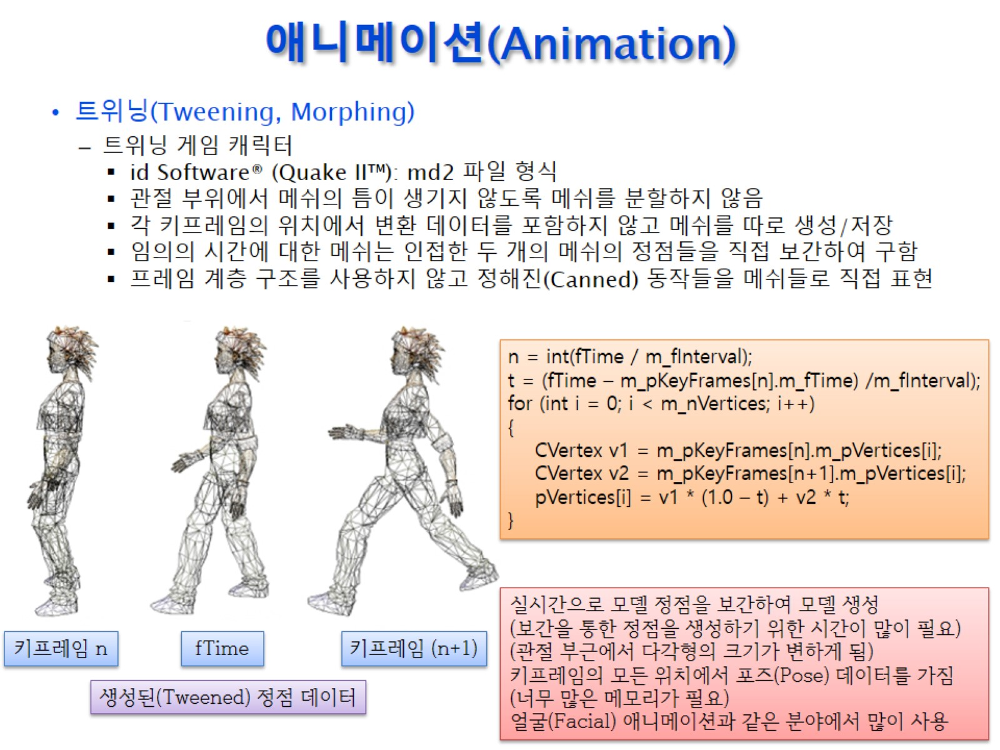 애니메이션(Animation)
• 트위닝(Tweening, Morphing)
– 트위닝 게임 캐릭터
▪ id Software® (Quake II™): md2 파일 형식
▪ 관절 부위에서 메쉬의 틈이 생기지 않도록 메쉬를 분할하지 않음
▪ 각 키프레임의 위치에서 변환 데이터를 포함하지 않고 메쉬를 따로 생성/저장
▪ 임의의 시간에 대한 메쉬는 인접한 두 개의 메쉬의 정점들을 직접 보간하여 구함
▪ 프레임 계층 구조를 사용하지 않고 정해진(Canned) 동작들을 메쉬들로 직접 표현
n = int(fTime / m_fInterval);
t = (fTime – m_pKeyFrames[n].m_fTime) /m_fInterval);
for (int i = 0; i < m_nVertices; i++)
{
CVertex v1 = m_pKeyFrames[n].m_pVertices[i];
CVertex v2 = m_pKeyFrames[n+1].m_pVertices[i];
pVertices[i] = v1 * (1.0 – t) + v2 * t;
}
키프레임 n
fTime
키프레임 (n+1)
생성된(Tweened) 정점 데이터
실시간으로 모델 정점을 보간하여 모델 생성
(보간을 통한 정점을 생성하기 위한 시간이 많이 필요)
(관절 부근에서 다각형의 크기가 변하게 됨)
키프레임의 모든 위치에서 포즈(Pose) 데이터를 가짐
(너무 많은 메모리가 필요)
얼굴(Facial) 애니메이션과 같은 분야에서 많이 사용